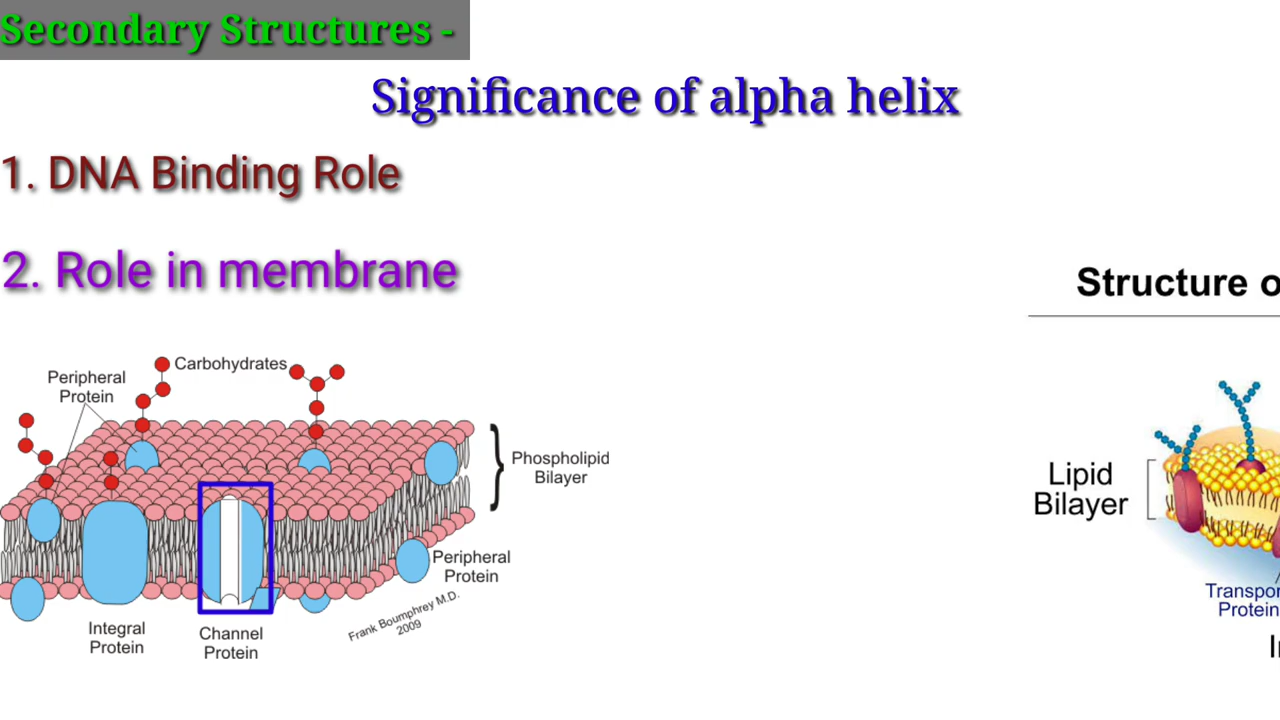 Secondary Structures -
Significance of alpha helix
1. DNA Binding Role
2. Role in membrane
Structure o
Carbohydrates
Peripheral
Protein
Phospholipid
Bilayer
Lipid
Bilayer
Peripheral
Protein
Transpor
Protein
Frank Boumphrey M.D.
2009
Integral
Protein
Channel
Protein